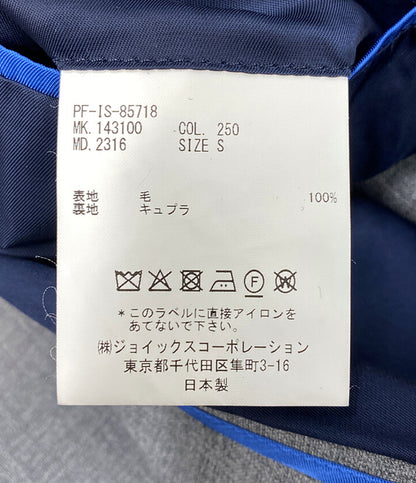 PF-IS-85718
MK.143100 COL. 250
MD.2316 SIZE S
表地 毛 100%
裏地 キュプラ
F
*このラベルに直接アイロンを
あてないで下さい。
㈱ジョイックスコーポレーション
東京都千代田区隼町3-16
日本製